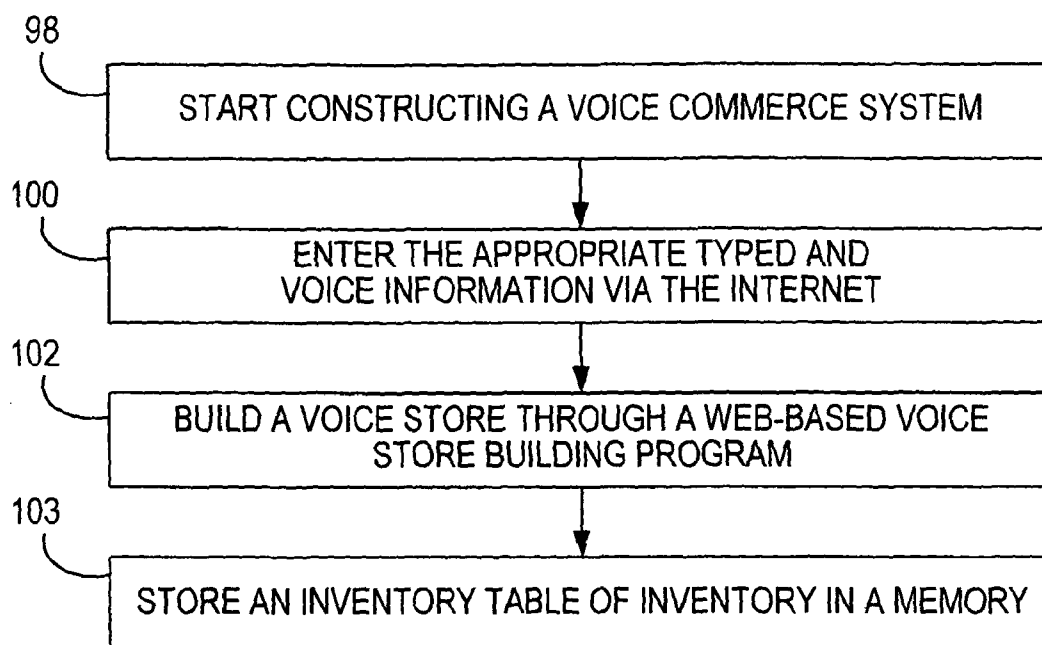 98
START CONSTRUCTING A VOICE COMMERCE SYSTEM
100
ENTER THE APPROPRIATE TYPED AND
VOICE INFORMATION VIA THE INTERNET
102
BUILD A VOICE STORE THROUGH A WEB-BASED VOICE
STORE BUILDING PROGRAM
103
STORE AN INVENTORY TABLE OF INVENTORY IN A MEMORY